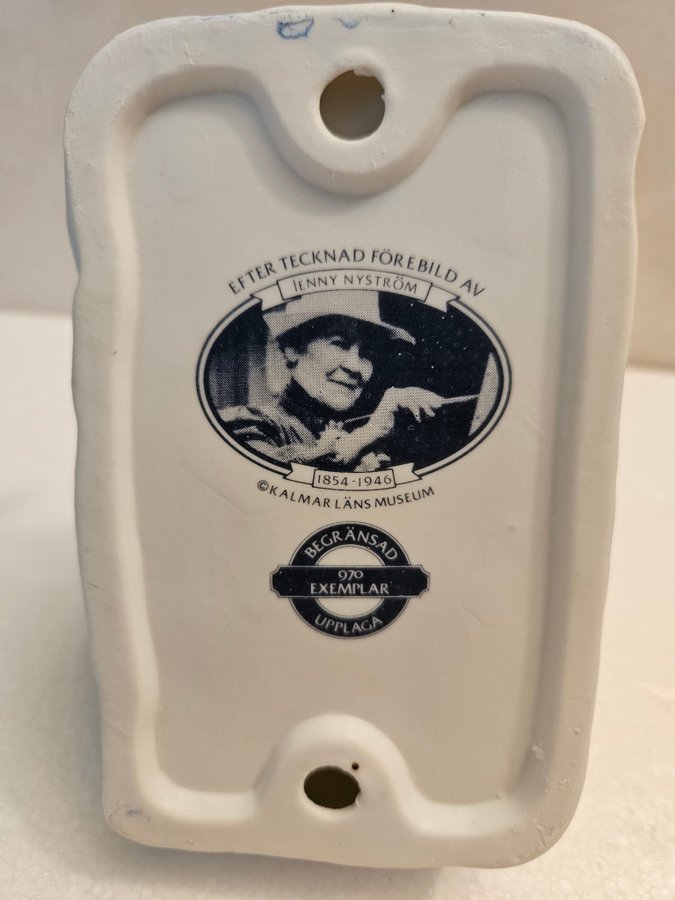 EFTER TECKNAD FÖREBILD AV
JENNY NYSTRÖM
1854-1946
©KALMAR LÄNS MUSEUM
BEGRÄNSAD
970
EXEMPLAR
UPPLAGA